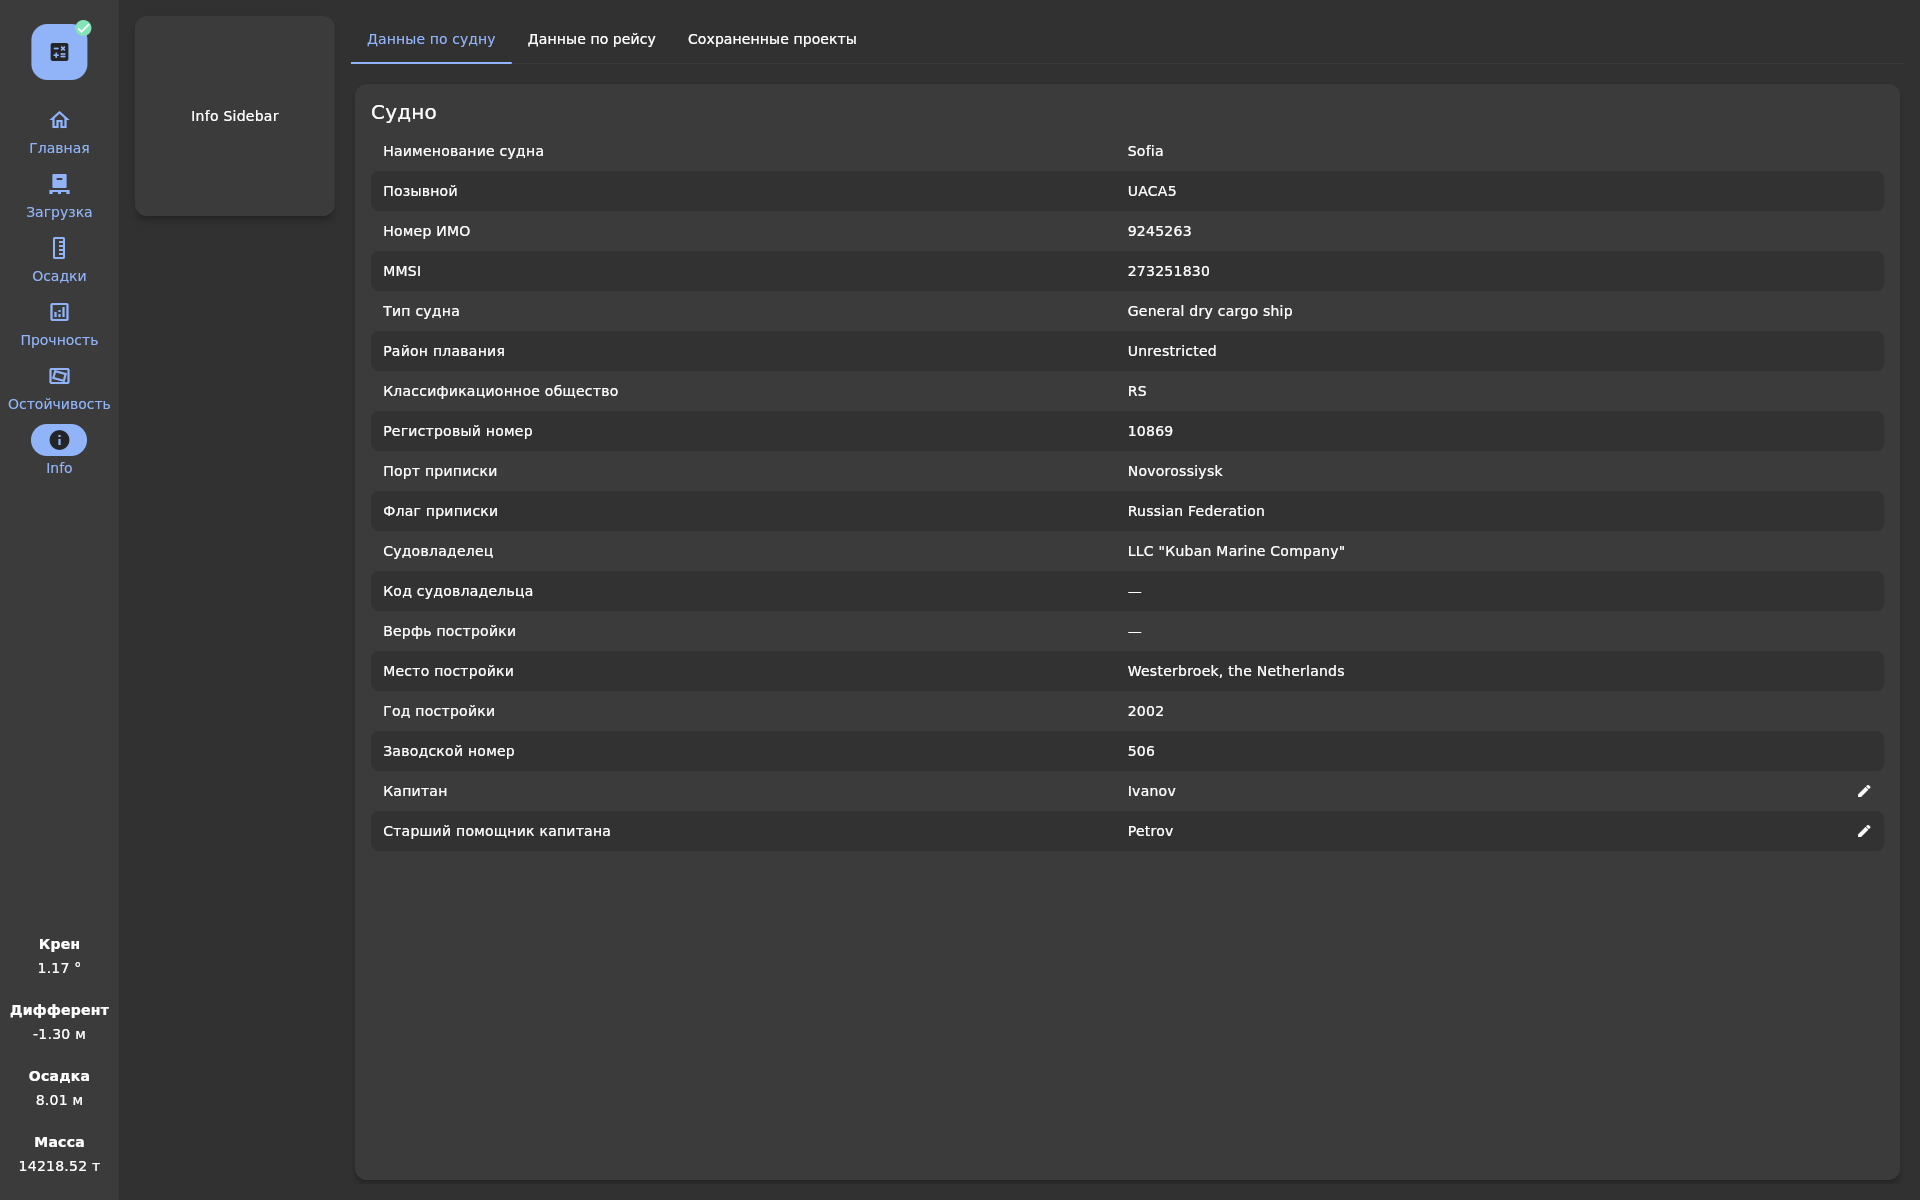 Главная
Загрузка
Осадки
Прочность
Остойчивость
Info
Крен
1.17 °
Дифферент
-1.30 м
Осадка
8.01 м
Масса
14218.52 т
Info Sidebar
Данные по судну Данные по рейсу Сохраненные проекты
Судно
Наименование судна Sofia
Позывной UACA5
Номер ИМО 9245263
MMSI 273251830
Тип судна General dry cargo ship
Район плавания Unrestricted
Классификационное общество RS
Регистровый номер 10869
Порт приписки Novorossiysk
Флаг приписки Russian Federation
Судовладелец LLC "Kuban Marine Company"
Код судовладельца —
Верфь постройки —
Место постройки Westerbroek, the Netherlands
Год постройки 2002
Заводской номер 506
Капитан Ivanov
Старший помощник капитана Petrov